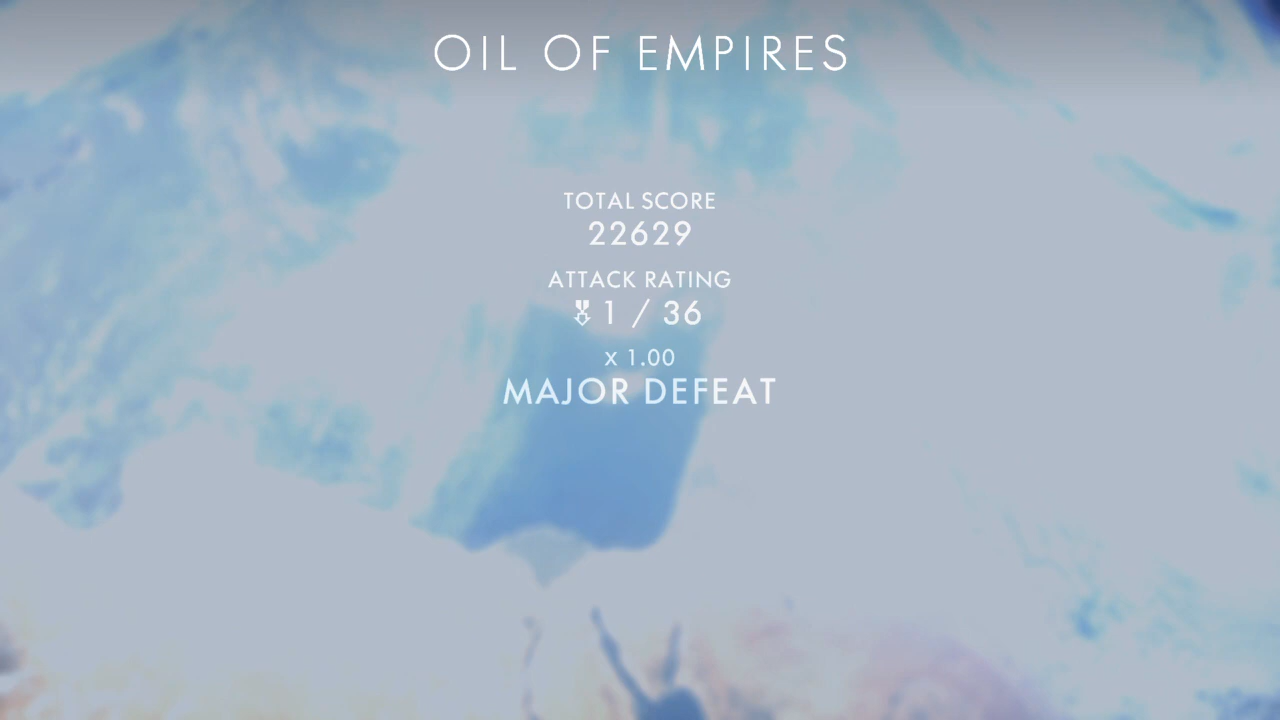 OIL OF EMPIRES
TOTAL SCORE
22629
ATTACK RATING
1 / 36
x 1.00
MAJOR DEFEAT